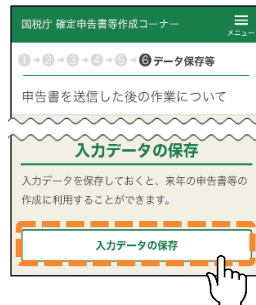 国税庁 確定申告書等作成コーナー
メニュー
❶→❷→❸→❹→❺→❻データ保存等
申告書を送信した後の作業について
入力データの保存
入力データを保存しておくと、来年の申告書等の
作成に利用することができます。
入力データの保存